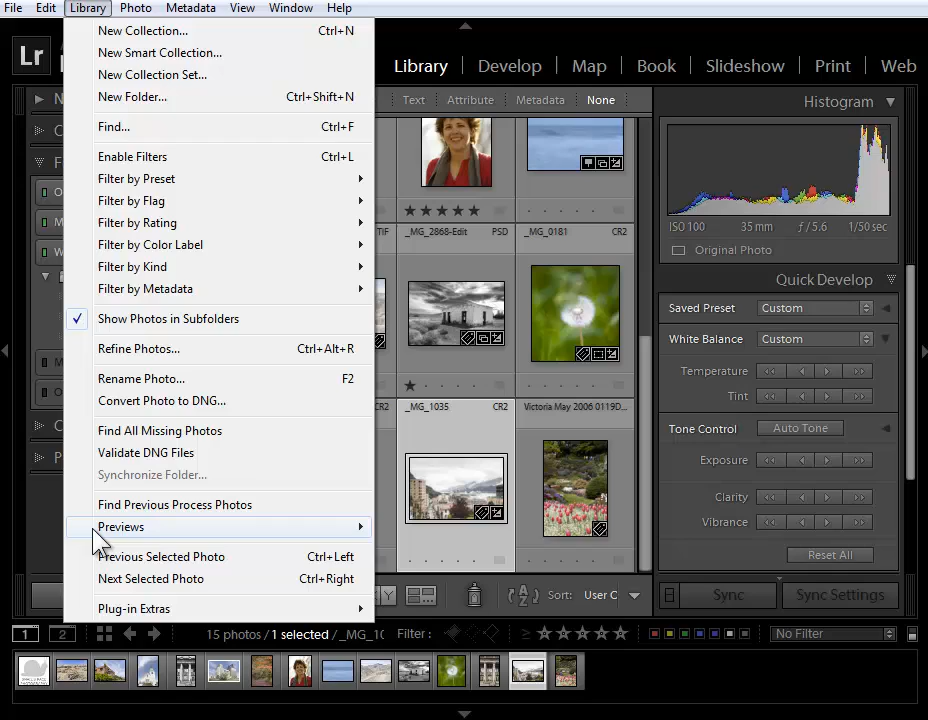 File Edit Library Photo Metadata View Window Help
Lr
Library Develop Map Book Slideshow Print Web
New Collection... Ctrl+N
New Smart Collection...
New Collection Set...
New Folder... Ctrl+Shift+N
Find... Ctrl+F
Enable Filters Ctrl+L
Filter by Preset
Filter by Flag
Filter by Rating
Filter by Color Label
Filter by Kind
Filter by Metadata
Show Photos in Subfolders
Refine Photos... Ctrl+Alt+R
Rename Photo... F2
Convert Photo to DNG...
Find All Missing Photos
Validate DNG Files
Synchronize Folder...
Find Previous Process Photos
Previews
Previous Selected Photo Ctrl+Left
Next Selected Photo Ctrl+Right
Plug-in Extras
Text Attribute Metadata None
TIF _MG_2868-Edit PSD _MG_0181 CR2
CR2 _MG_1035 CR2 Victoria May 2006 0119D...
Sort: User C
Histogram
ISO 100 35 mm ƒ / 5.6 1/50 sec
Original Photo
Quick Develop
Saved Preset Custom
White Balance Custom
Temperature
Tint
Tone Control Auto Tone
Exposure
Clarity
Vibrance
Reset All
Sync Sync Settings
1 2 15 photos / 1 selected / _MG_10 Filter : No Filter